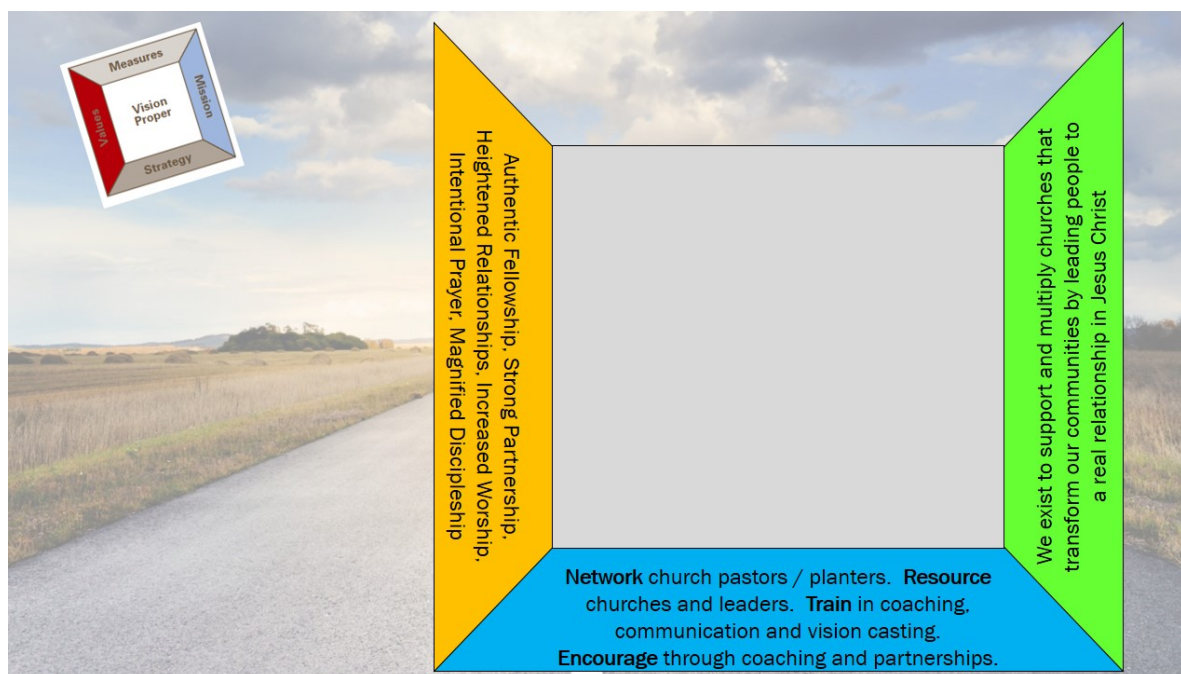 Measures
Mission
Vision
Proper
Values
Strategy
Authentic Fellowship, Strong Partnership,
Heightened Relationships, Increased Worship,
Intentional Prayer, Magnified Discipleship
We exist to support and multiply churches that
transform our communities by leading people to
a real relationship in Jesus Christ
Network church pastors / planters.  Resource
churches and leaders.  Train in coaching,
communication and vision casting.
Encourage through coaching and partnerships.